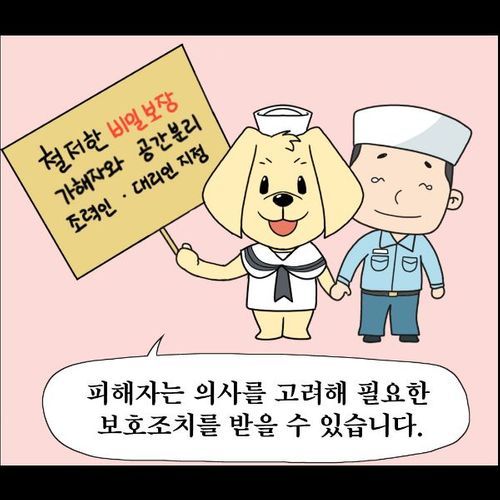 철저한 비밀보장
가해자와 공간분리
조력인 · 대리인 지정
피해자는 의사를 고려해 필요한
보호조치를 받을 수 있습니다.